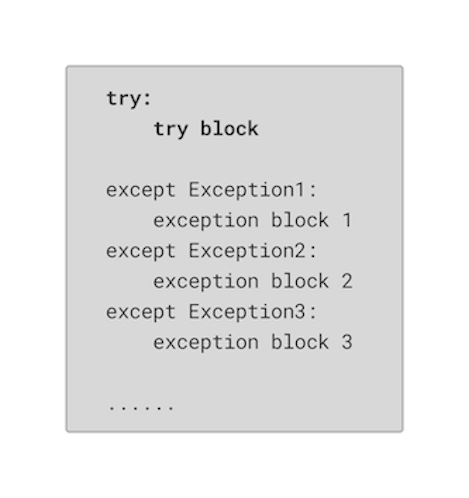 try:
    try block
except Exception1:
    exception block 1
except Exception2:
    exception block 2
except Exception3:
    exception block 3
......